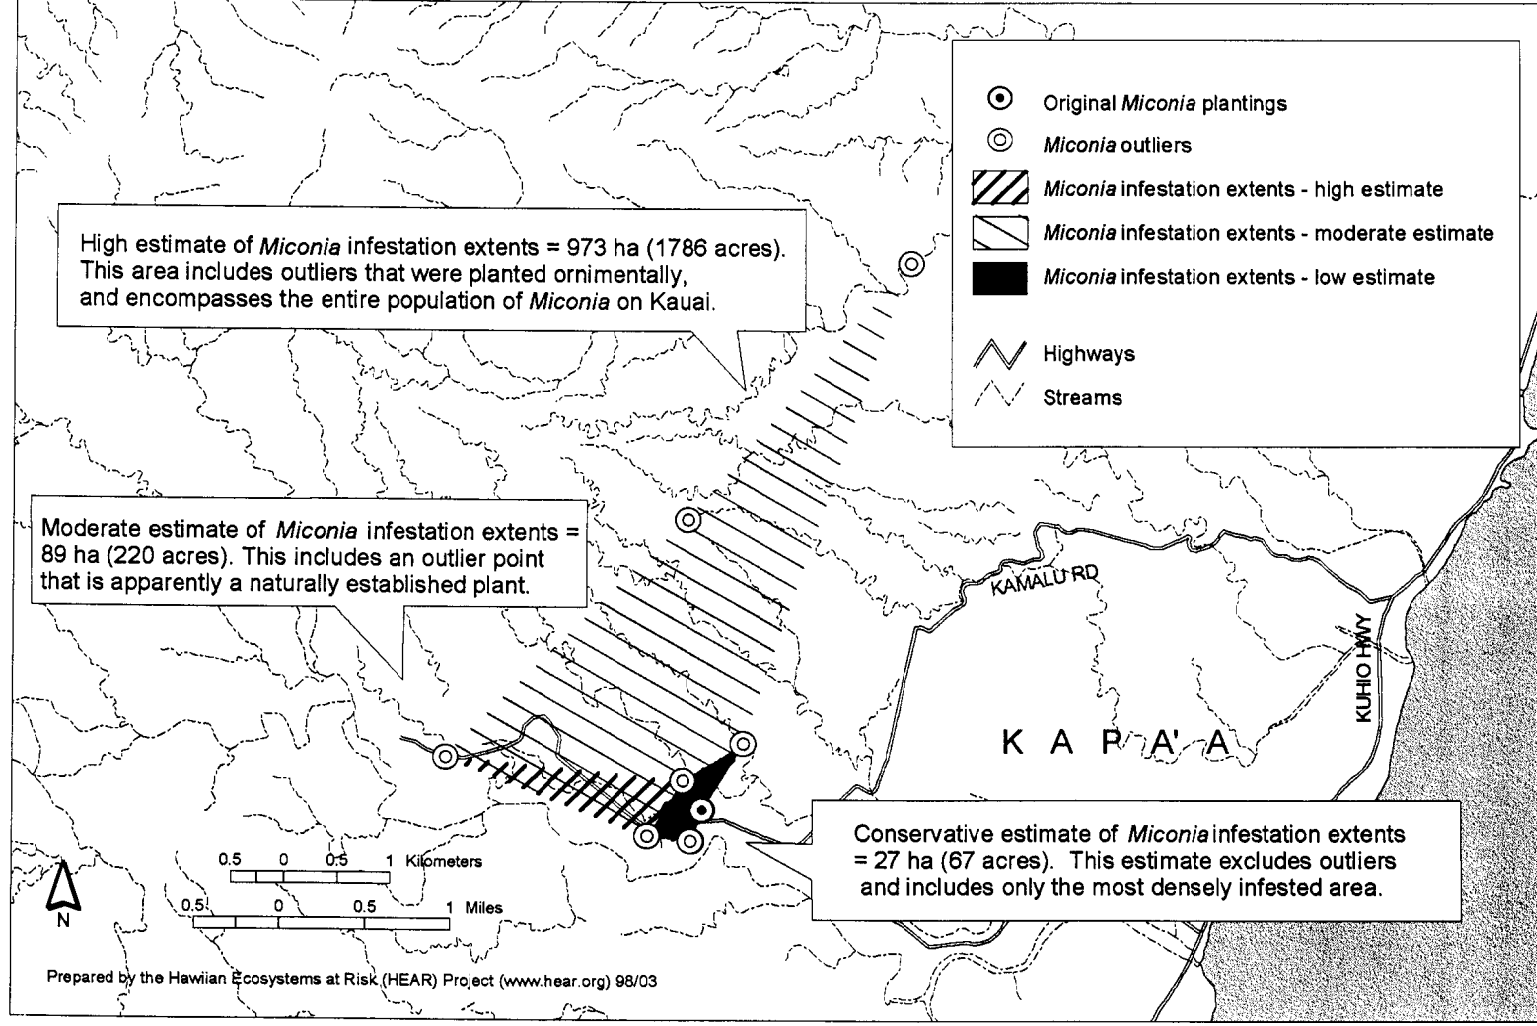 Original Miconia plantings
Miconia outliers
Miconia infestation extents - high estimate
Miconia infestation extents - moderate estimate
Miconia infestation extents - low estimate
Highways
Streams
High estimate of Miconia infestation extents = 973 ha (1786 acres).
This area includes outliers that were planted ornimentally,
and encompasses the entire population of Miconia on Kauai.
Moderate estimate of Miconia infestation extents =
89 ha (220 acres). This includes an outlier point
that is apparently a naturally established plant.
KAMALU RD
KUHIO HWY
KAPA'A
Conservative estimate of Miconia infestation extents
= 27 ha (67 acres). This estimate excludes outliers
and includes only the most densely infested area.
0.5 0 0.5 1 Kilometers
0.5 0 0.5 1 Miles
N
Prepared by the Hawiian Ecosystems at Risk (HEAR) Project (www.hear.org) 98/03